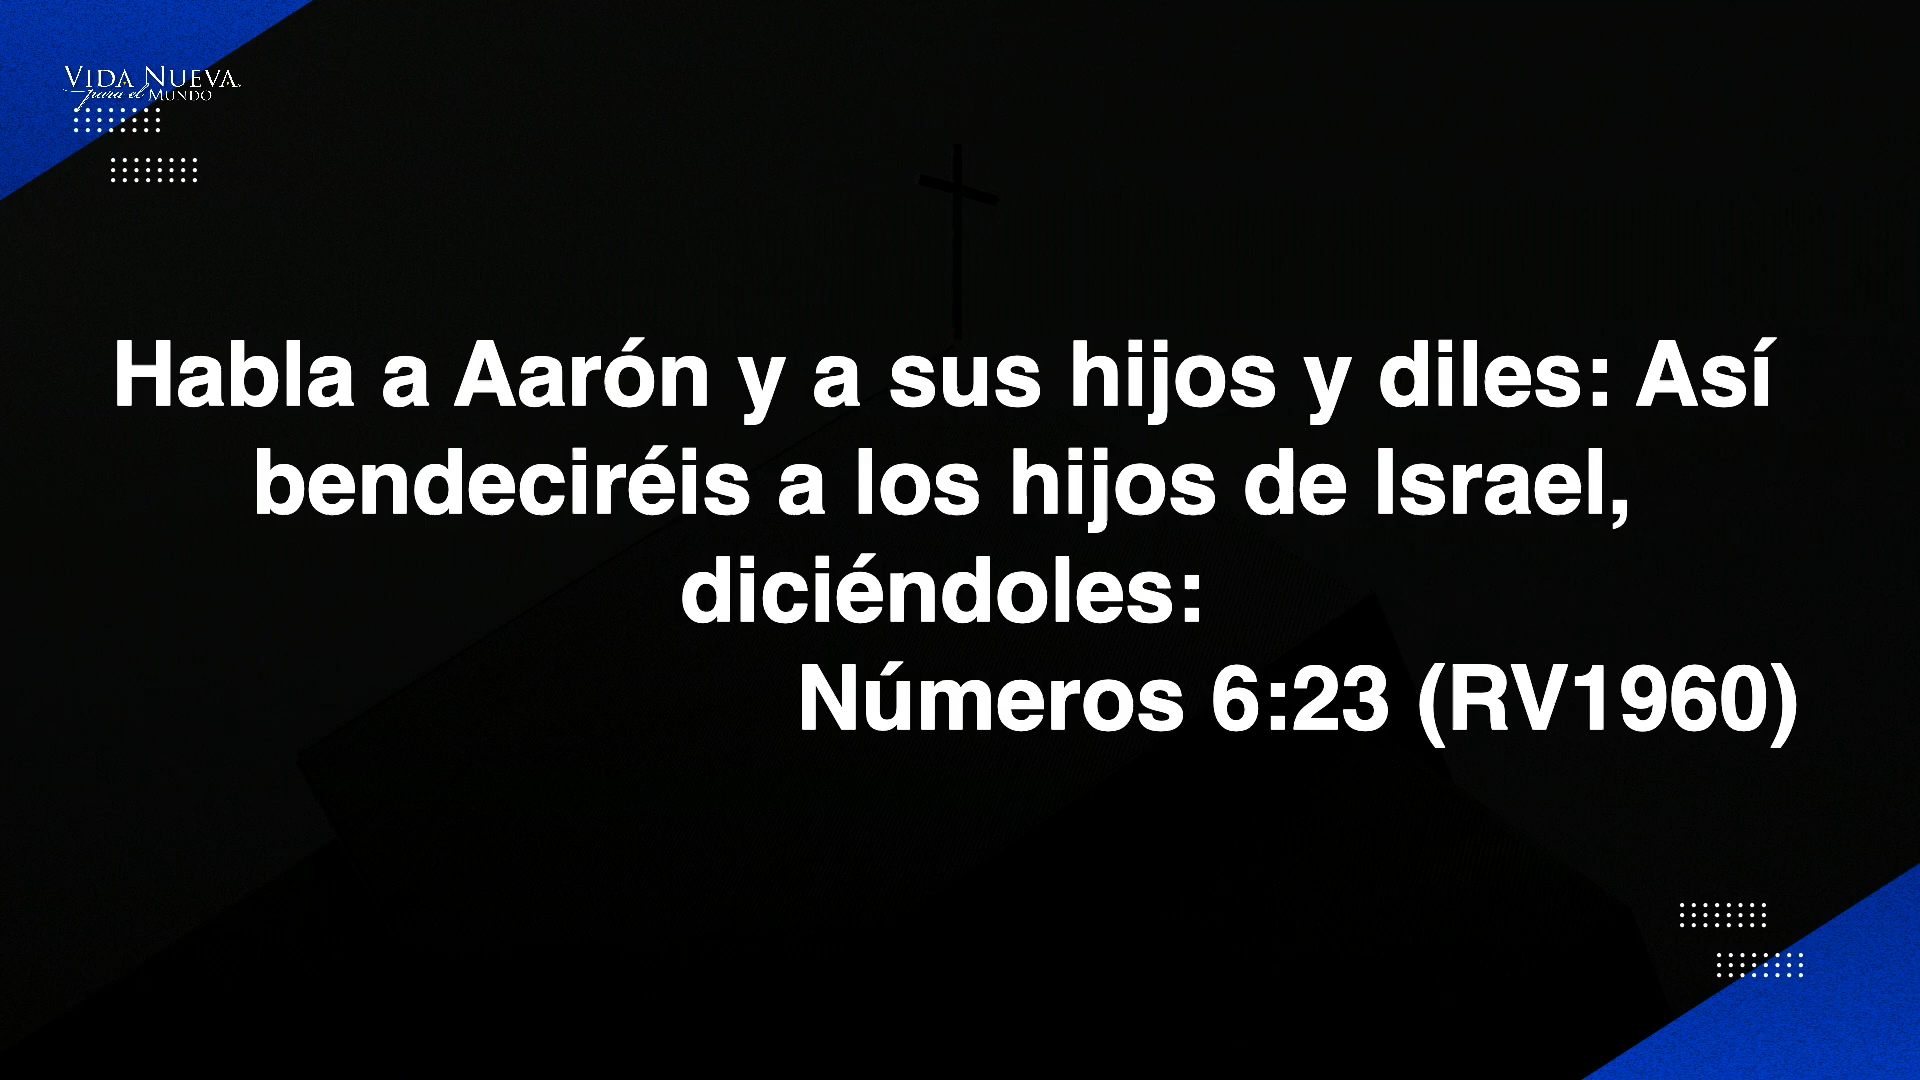 VIDA NUEVA
para el MUNDO
Habla a Aarón y a sus hijos y diles: Así
bendeciréis a los hijos de Israel,
diciéndoles:
Números 6:23 (RV1960)